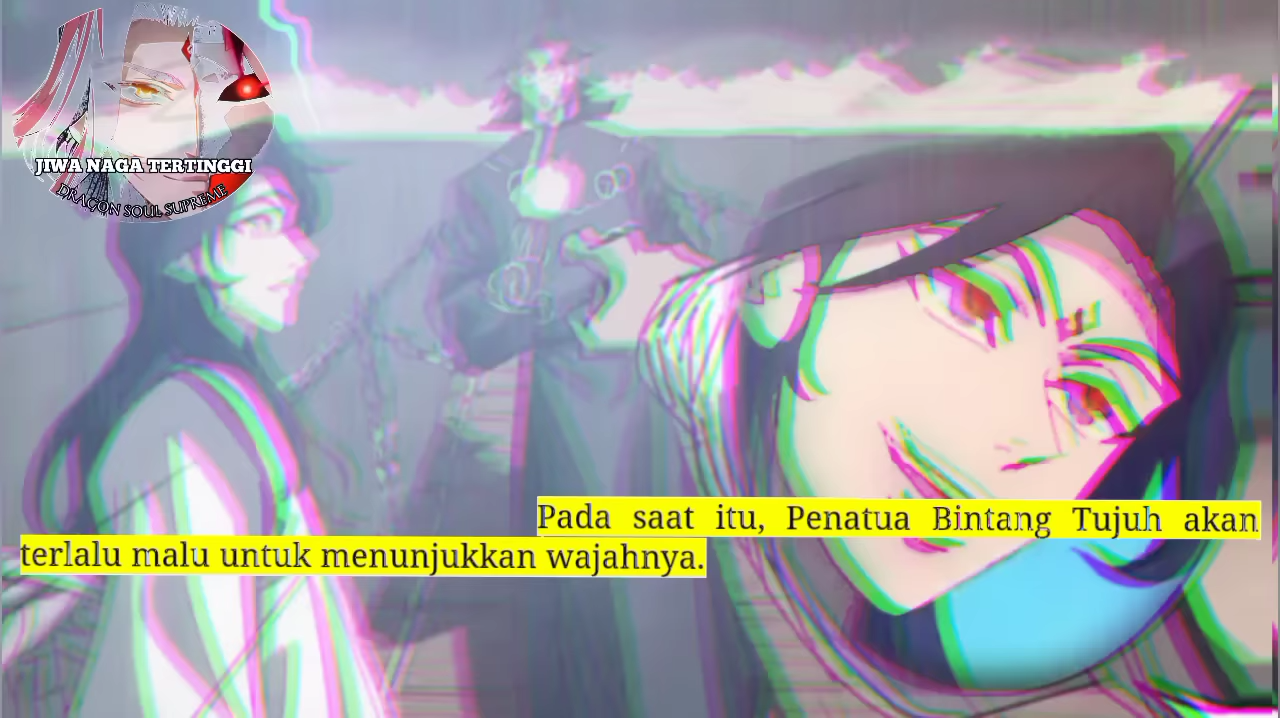 JIWA NAGA TERTINGGI
DRAGON SOUL SUPREME
Pada saat itu, Penatua Bintang Tujuh akan
terlalu malu untuk menunjukkan wajahnya.